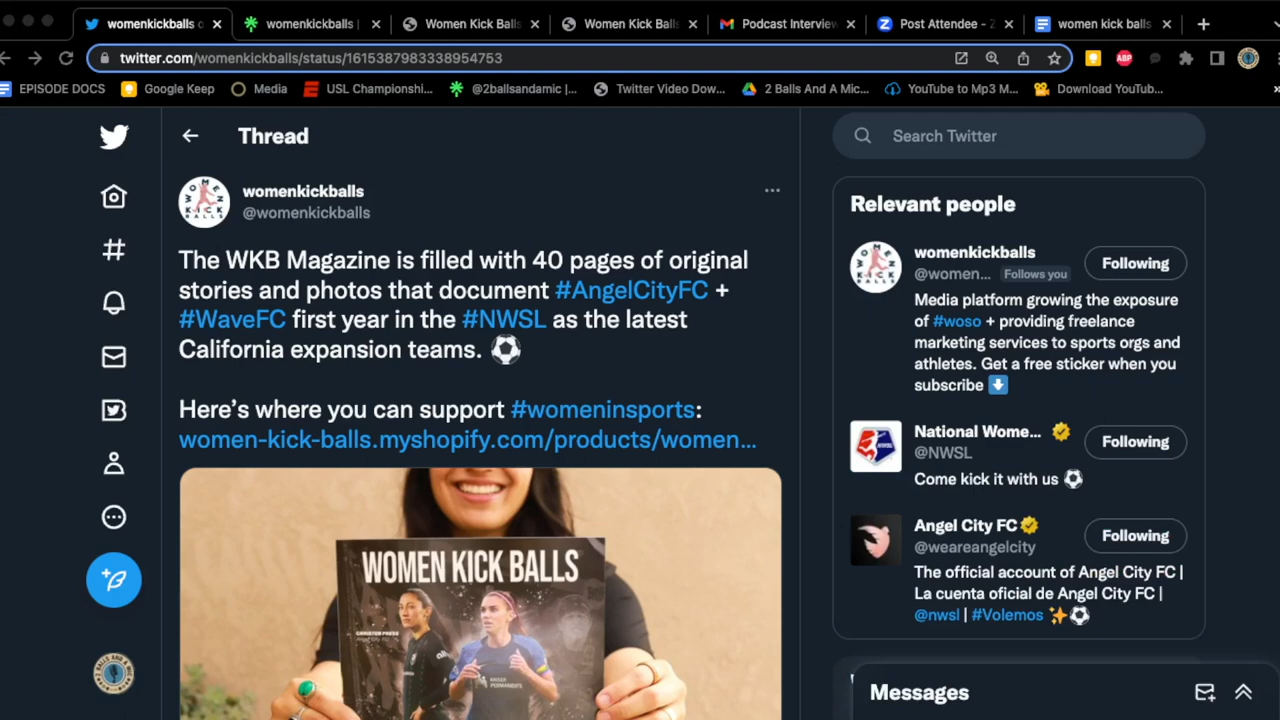 womenkickballs o
womenkickballs |
Women Kick Balls
Women Kick Balls
Podcast Interview
Post Attendee - Z
women kick balls
twitter.com/womenkickballs/status/1615387983338954753
ABP
EPISODE DOCS
Google Keep
Media
USL Championshi...
@2ballsandamic |...
Twitter Video Dow...
2 Balls And A Mic...
YouTube to Mp3 M...
Download YouTub...
Thread
Search Twitter
womenkickballs
@womenkickballs
The WKB Magazine is filled with 40 pages of original
stories and photos that document #AngelCityFC +
#WaveFC first year in the #NWSL as the latest
California expansion teams. ⚽
Here’s where you can support #womeninsports:
women-kick-balls.myshopify.com/products/women...
WOMEN KICK BALLS
CHRISTEN PRESS
KAISER
PERMANENTE
Relevant people
womenkickballs
@women... Follows you
Following
Media platform growing the exposure
of #woso + providing freelance
marketing services to sports orgs and
athletes. Get a free sticker when you
subscribe ⬇
National Wome...
@NWSL
Following
Come kick it with us ⚽
Angel City FC
@weareangelcity
Following
The official account of Angel City FC |
La cuenta oficial de Angel City FC |
@nwsl | #Volemos ✨⚽
Messages